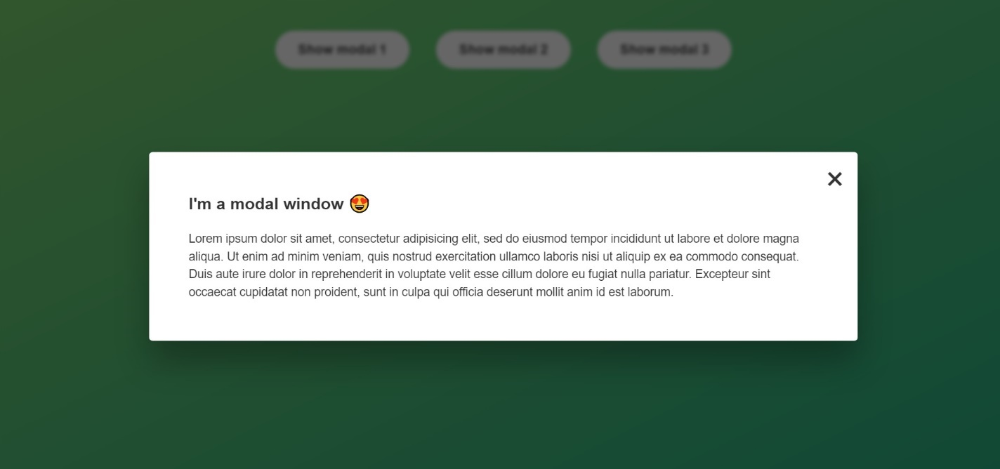 Show modal 1 Show modal 2 Show modal 3
×
I'm a modal window 😍
Lorem ipsum dolor sit amet, consectetur adipisicing elit, sed do eiusmod tempor incididunt ut labore et dolore magna
aliqua. Ut enim ad minim veniam, quis nostrud exercitation ullamco laboris nisi ut aliquip ex ea commodo consequat.
Duis aute irure dolor in reprehenderit in voluptate velit esse cillum dolore eu fugiat nulla pariatur. Excepteur sint
occaecat cupidatat non proident, sunt in culpa qui officia deserunt mollit anim id est laborum.